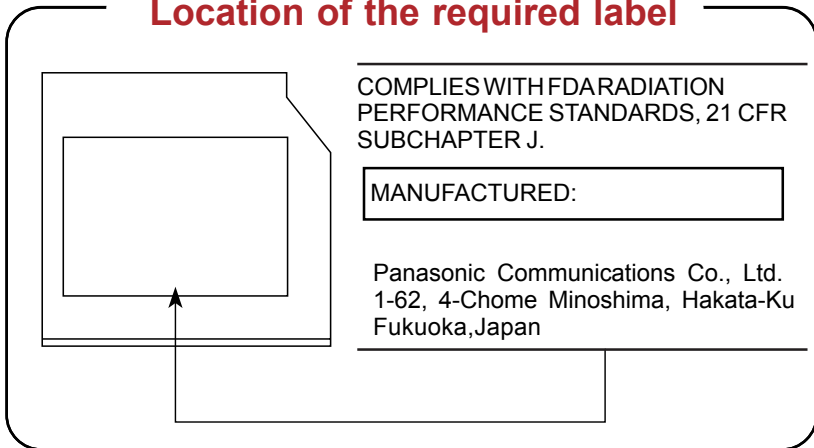 Location of the required label
COMPLIES WITH FDA RADIATION
PERFORMANCE STANDARDS, 21 CFR
SUBCHAPTER J.
MANUFACTURED:
Panasonic Communications Co., Ltd.
1-62, 4-Chome Minoshima, Hakata-Ku
Fukuoka,Japan